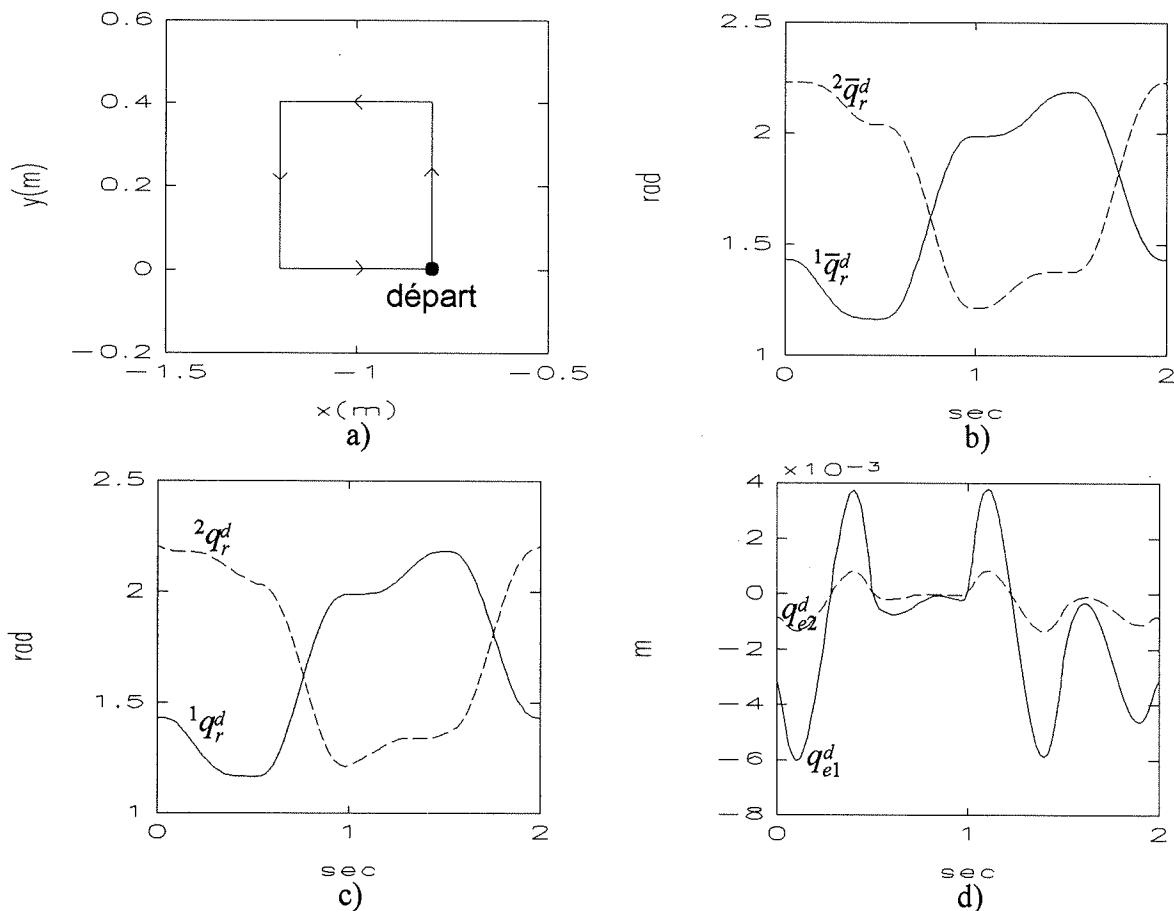 0.6
0.4
0.2
0
-0.2
y(m)
départ
-1.5
-1
-0.5
x(m)
a)
2.5
2
1.5
1
rad
²q̄ᵣᵈ
¹q̄ᵣᵈ
0
1
2
sec
b)
2.5
2
1.5
1
rad
²qᵣᵈ
¹qᵣᵈ
0
1
2
sec
c)
×10−3
4
2
0
-2
-4
-6
-8
m
qₑ₂ᵈ
qₑ₁ᵈ
0
1
2
sec
d)